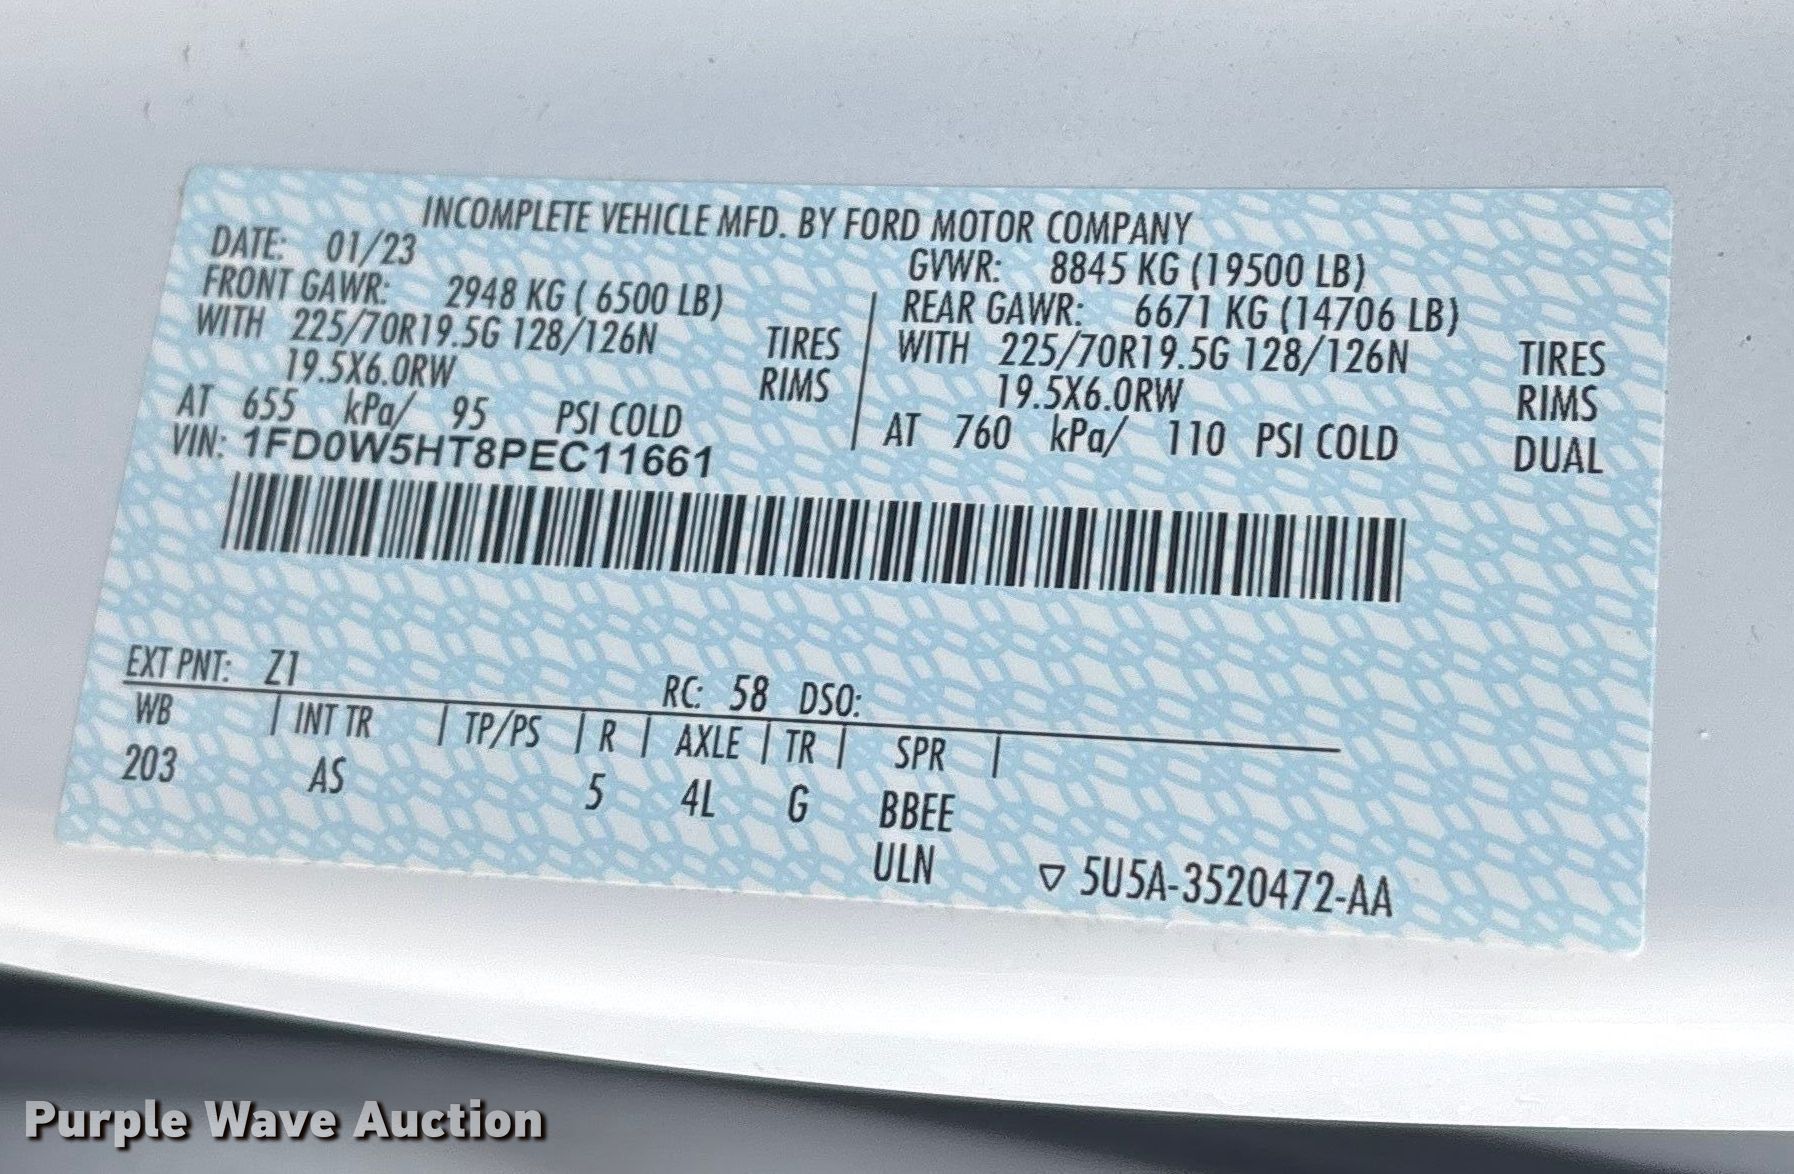 INCOMPLETE VEHICLE MFD. BY FORD MOTOR COMPANY
DATE: 01/23
GVWR: 8845 KG (19500 LB)
FRONT GAWR: 2948 KG ( 6500 LB)
WITH 225/70R19.5G 128/126N TIRES
19.5X6.0RW RIMS
AT 655 kPa/ 95 PSI COLD
REAR GAWR: 6671 KG (14706 LB)
WITH 225/70R19.5G 128/126N TIRES
19.5X6.0RW RIMS
AT 760 kPa/ 110 PSI COLD DUAL
VIN: 1FD0W5HT8PEC11661
EXT PNT: Z1 RC: 58 DSO:
WB | INT TR | TP/PS | R | AXLE | TR | SPR |
203 AS 5 4L G BBEE
ULN ▽ 5U5A-3520472-AA
Purple Wave Auction